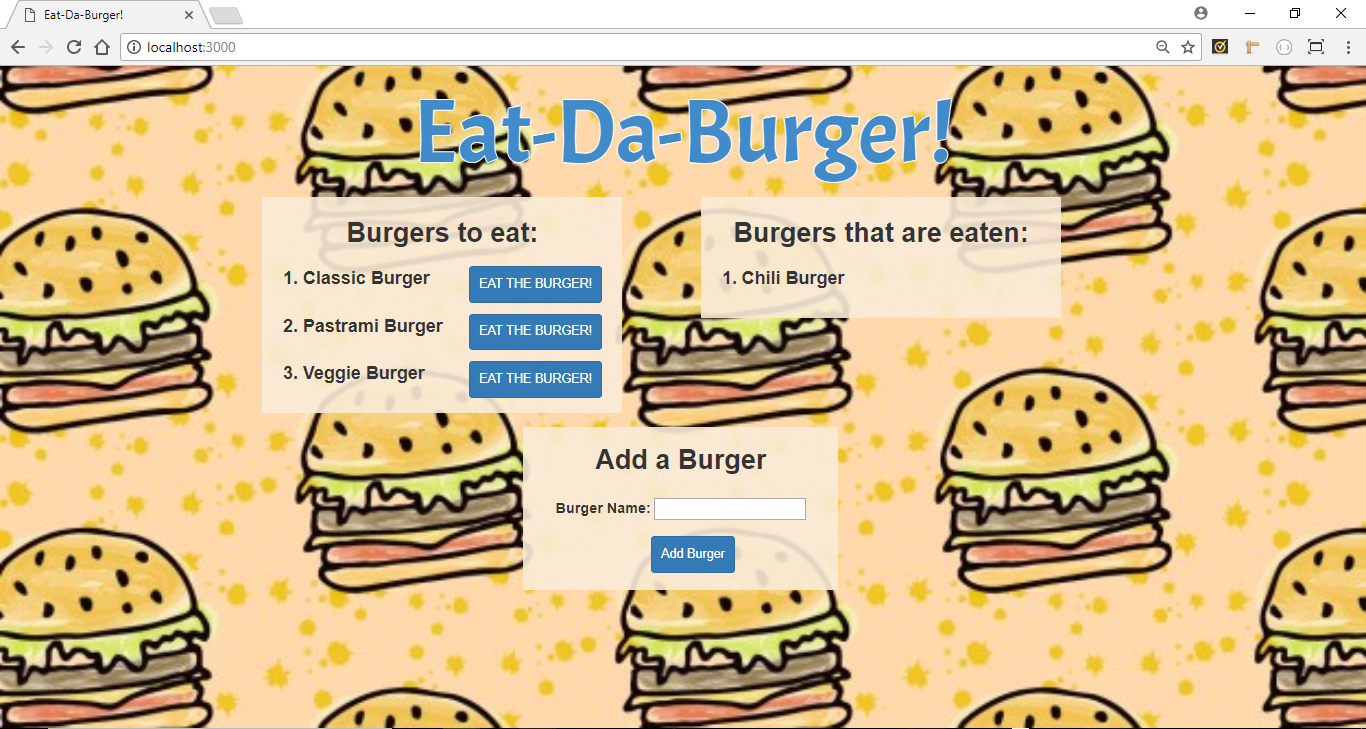 Eat-Da-Burger!
localhost:3000
Eat-Da-Burger!
Burgers to eat:
1. Classic Burger EAT THE BURGER!
2. Pastrami Burger EAT THE BURGER!
3. Veggie Burger EAT THE BURGER!
Burgers that are eaten:
1. Chili Burger
Add a Burger
Burger Name:
Add Burger